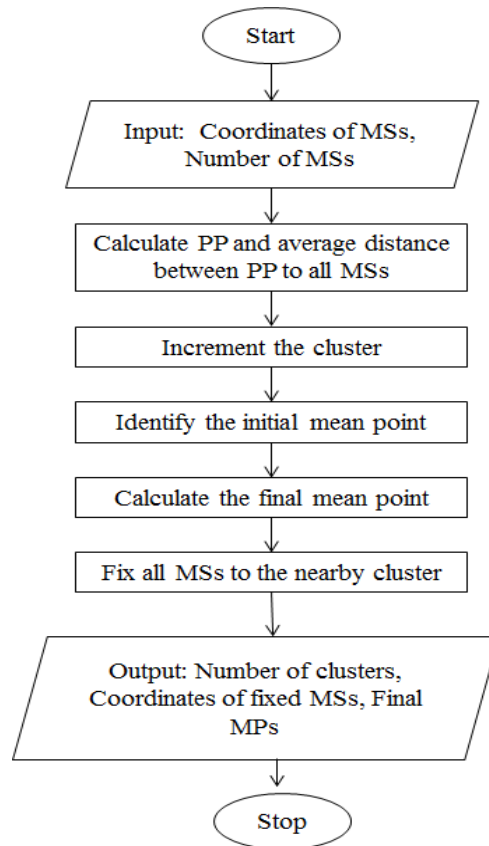 Start
Input: Coordinates of MSs,
Number of MSs
Calculate PP and average distance
between PP to all MSs
Increment the cluster
Identify the initial mean point
Calculate the final mean point
Fix all MSs to the nearby cluster
Output: Number of clusters,
Coordinates of fixed MSs, Final
MPs
Stop